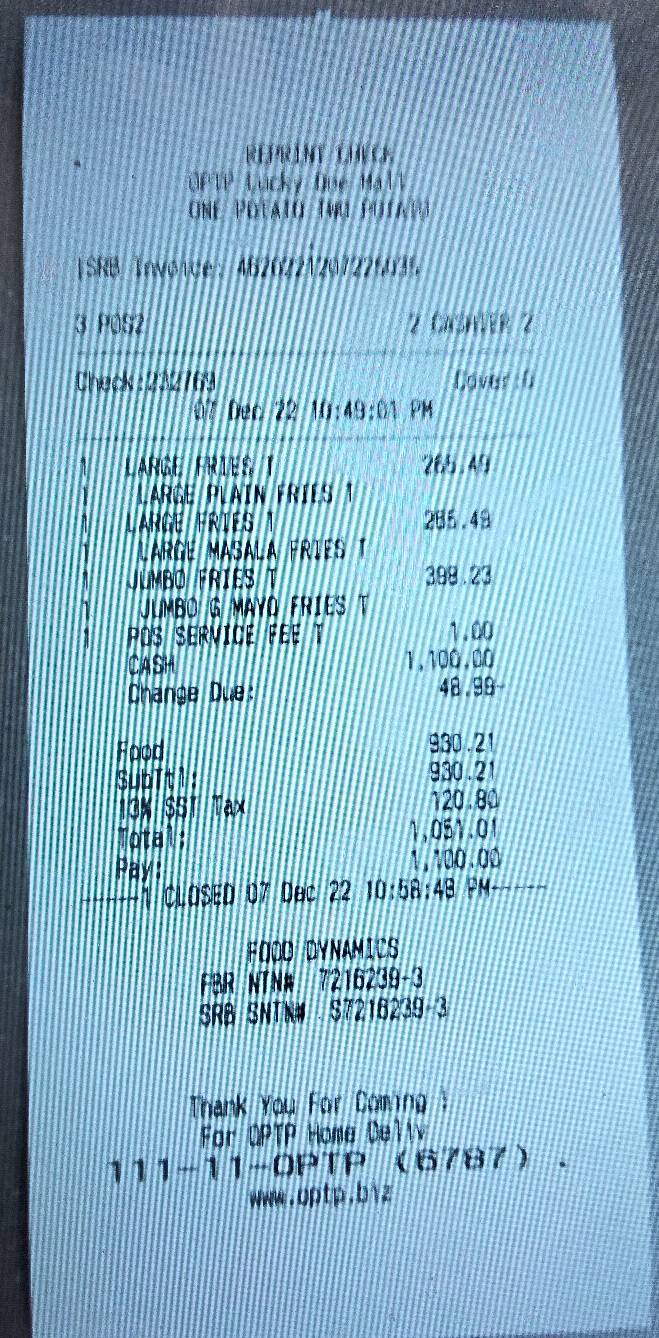 REPRINT CHECK
OPTP Lucky One Mall
ONE POTATO TWO POTATO
SRB Invoice: 4620221207225035
3 POS2 2 CASHIER 2
Check:232769 Cover:0
07 Dec 22 10:49:01 PM
1 LARGE FRIES T 265.49
1 LARGE PLAIN FRIES T
1 LARGE FRIES T 265.49
1 LARGE MASALA FRIES T
1 JUMBO FRIES T 398.23
1 JUMBO G MAYO FRIES T
1 POS SERVICE FEE T 1.00
CASH 1,100.00
Change Due: 48.99-
Food 930.21
SubTtl: 930.21
13% SST Tax 120.80
Total: 1,051.01
Pay: 1,100.00
-----1 CLOSED 07 Dec 22 10:58:48 PM-----
FOOD DYNAMICS
FBR NTN# 7216239-3
SRB SNTN# S7216239-3
Thank You For Coming !
For OPTP Home Deliv
111-11-OPTP (6787) .
www.optp.biz